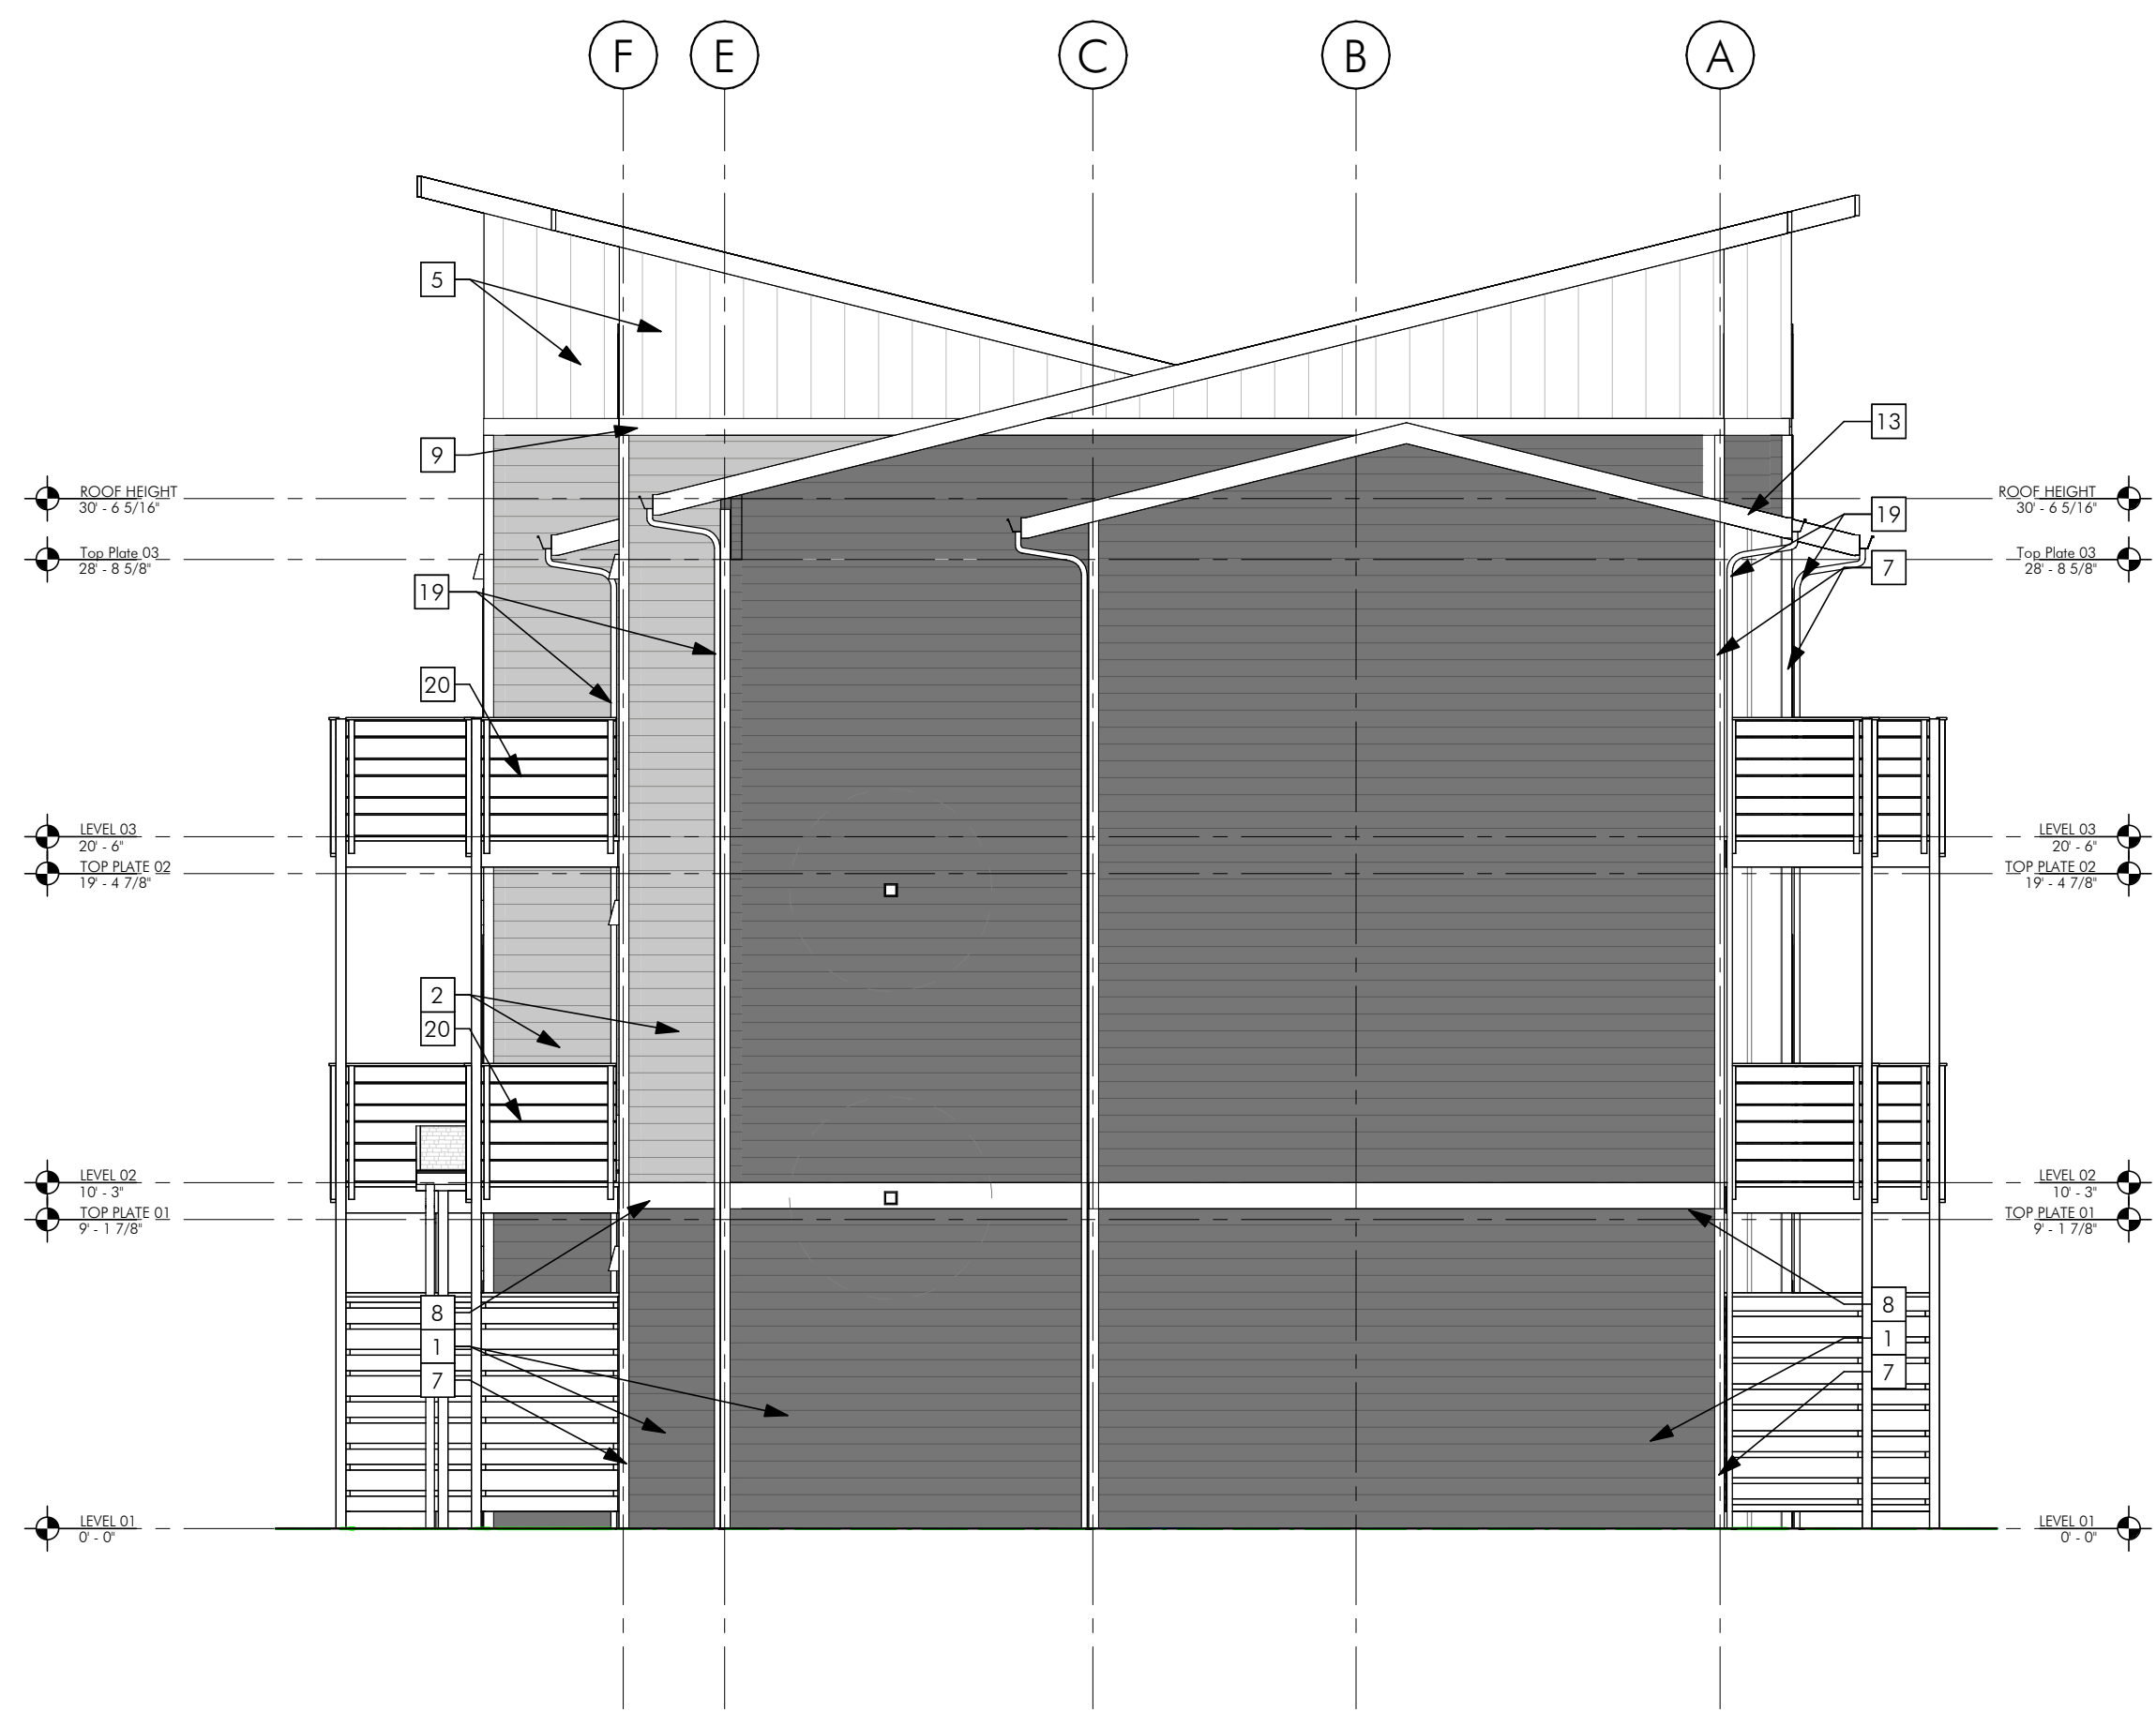 F E C B A
5
13
9
ROOF HEIGHT
30' - 6 5/16"
ROOF HEIGHT
30' - 6 5/16"
19
Top Plate 03
28' - 8 5/8"
Top Plate 03
28' - 8 5/8"
7
19
20
LEVEL 03
20' - 6"
LEVEL 03
20' - 6"
TOP PLATE 02
19' - 4 7/8"
TOP PLATE 02
19' - 4 7/8"
2
20
LEVEL 02
10' - 3"
LEVEL 02
10' - 3"
TOP PLATE 01
9' - 1 7/8"
TOP PLATE 01
9' - 1 7/8"
8
1
7
8
1
7
LEVEL 01
0' - 0"
LEVEL 01
0' - 0"